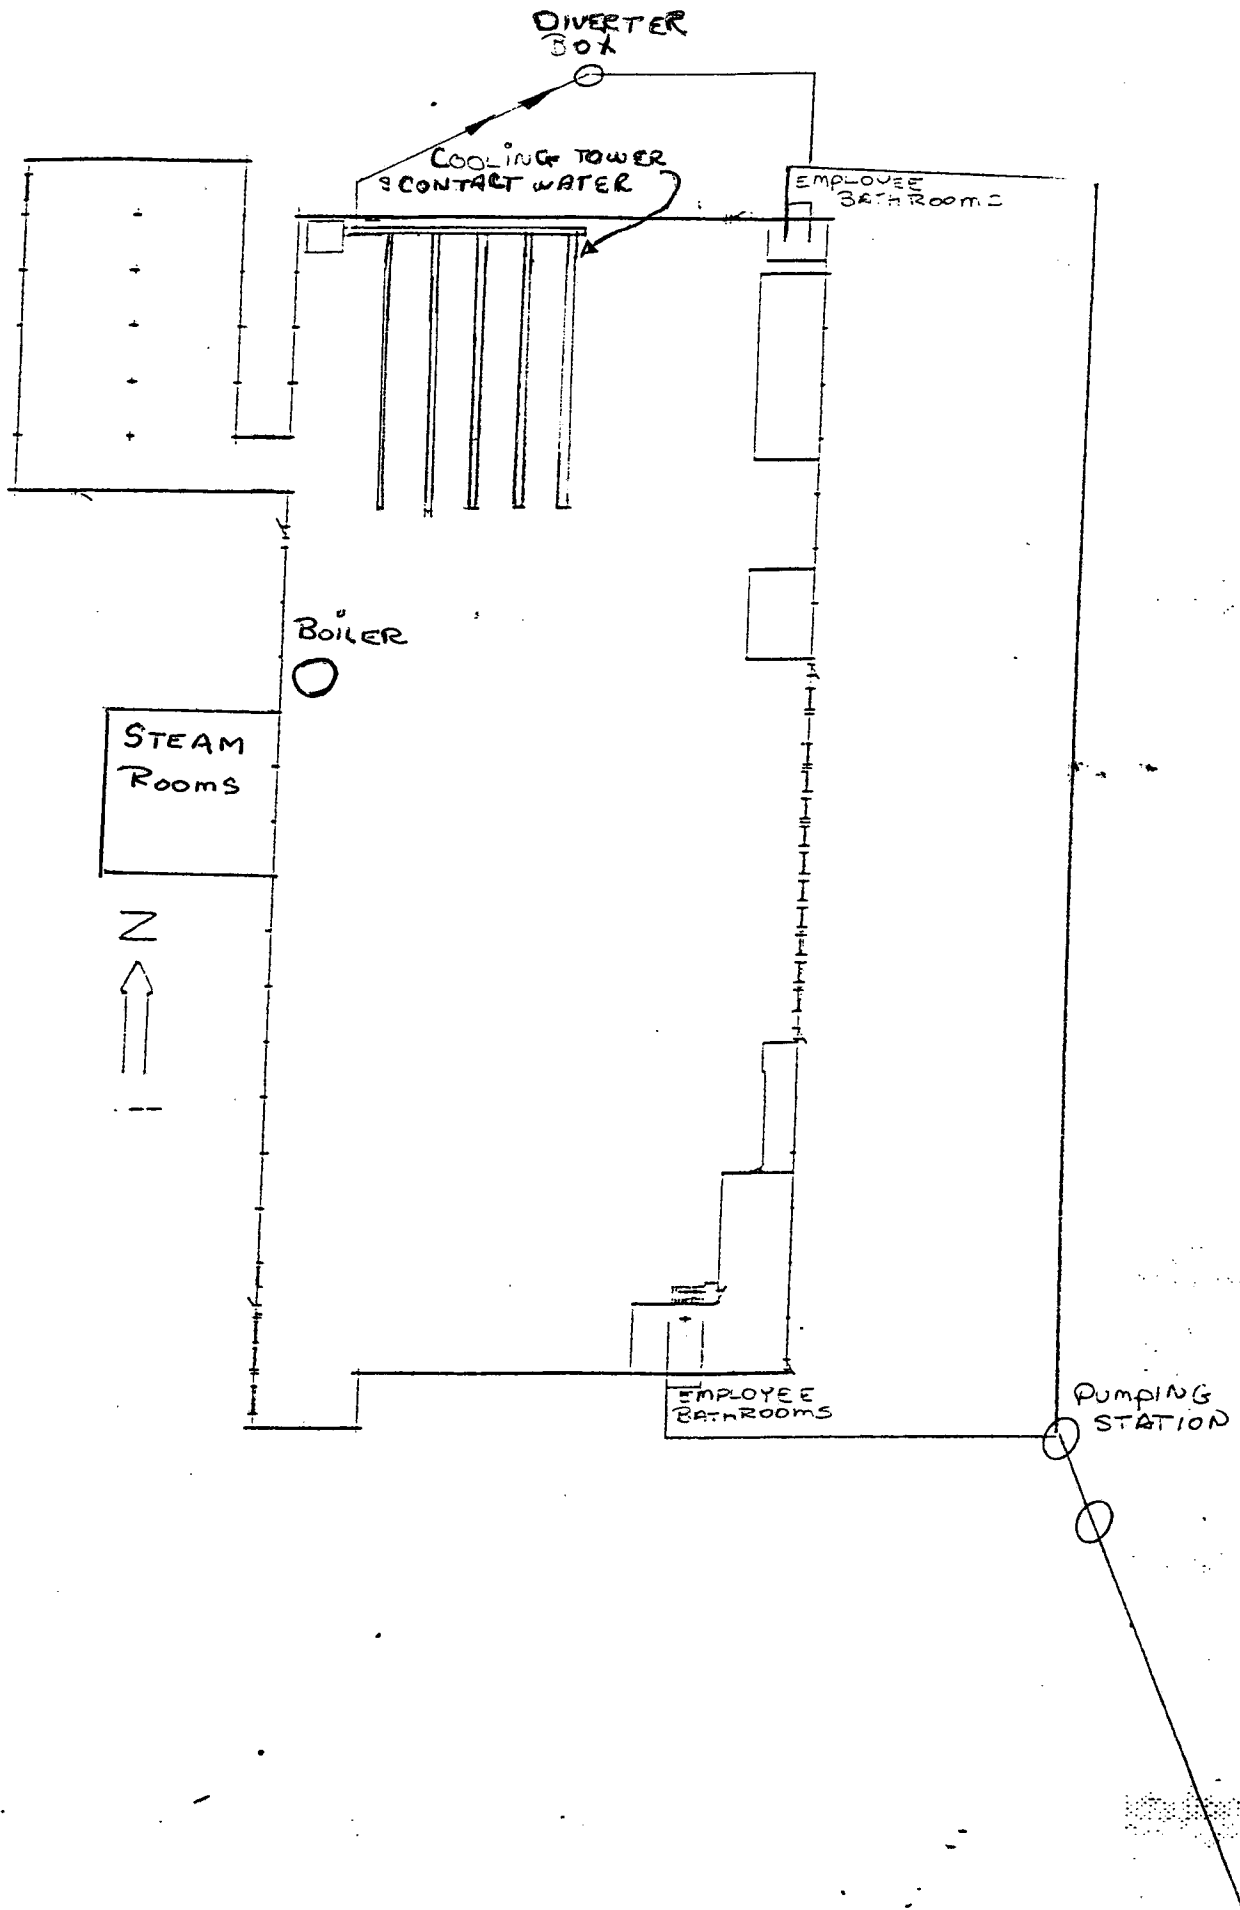 DIVERTER
BOX
COOLING TOWER
& CONTACT WATER
EMPLOYEE
BATHROOMS
BOILER
STEAM
ROOMS
N
EMPLOYEE
BATHROOMS
PUMPING
STATION